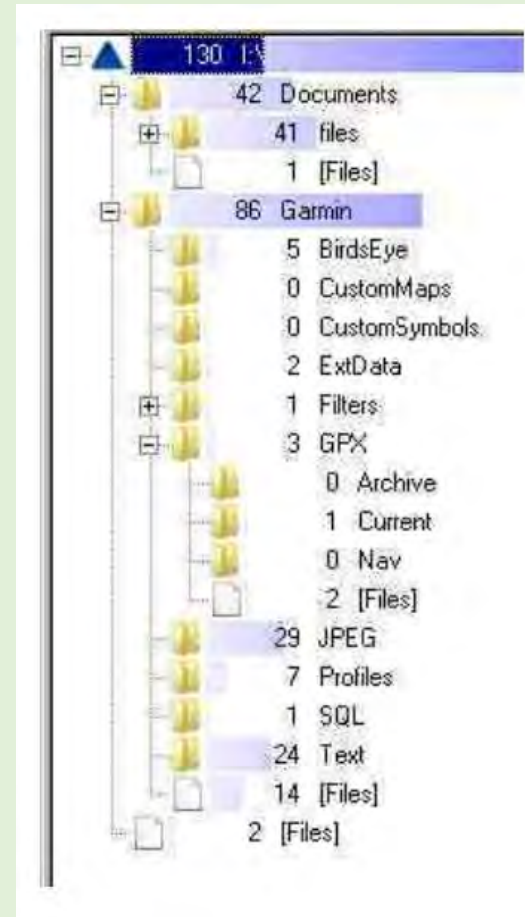 130 I:\
42 Documents
41 files
1 [Files]
86 Garmin
5 BirdsEye
0 CustomMaps
0 CustomSymbols
2 ExtData
1 Filters
3 GPX
0 Archive
1 Current
0 Nav
2 [Files]
29 JPEG
7 Profiles
1 SQL
24 Text
14 [Files]
2 [Files]